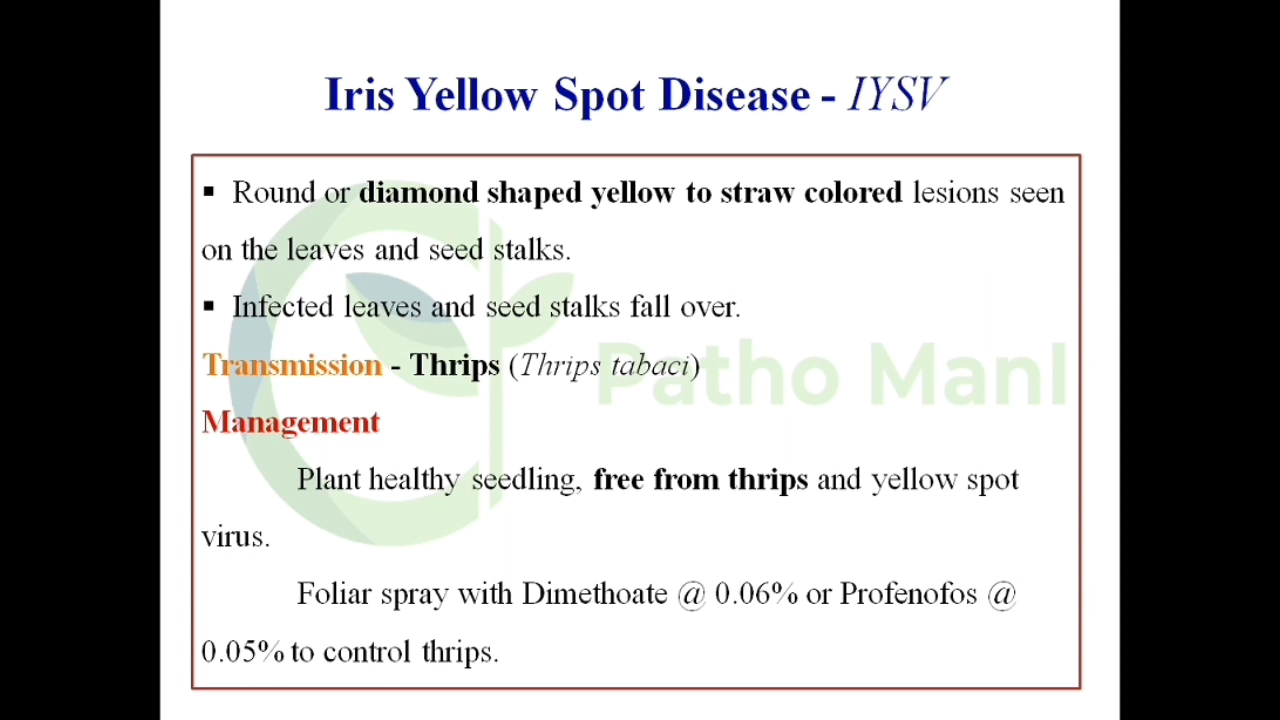 Iris Yellow Spot Disease - IYSV
▪ Round or diamond shaped yellow to straw colored lesions seen
on the leaves and seed stalks.
▪ Infected leaves and seed stalks fall over.
Transmission - Thrips (Thrips tabaci)
Patho ManI
Management
Plant healthy seedling, free from thrips and yellow spot
virus.
Foliar spray with Dimethoate @ 0.06% or Profenofos @
0.05% to control thrips.